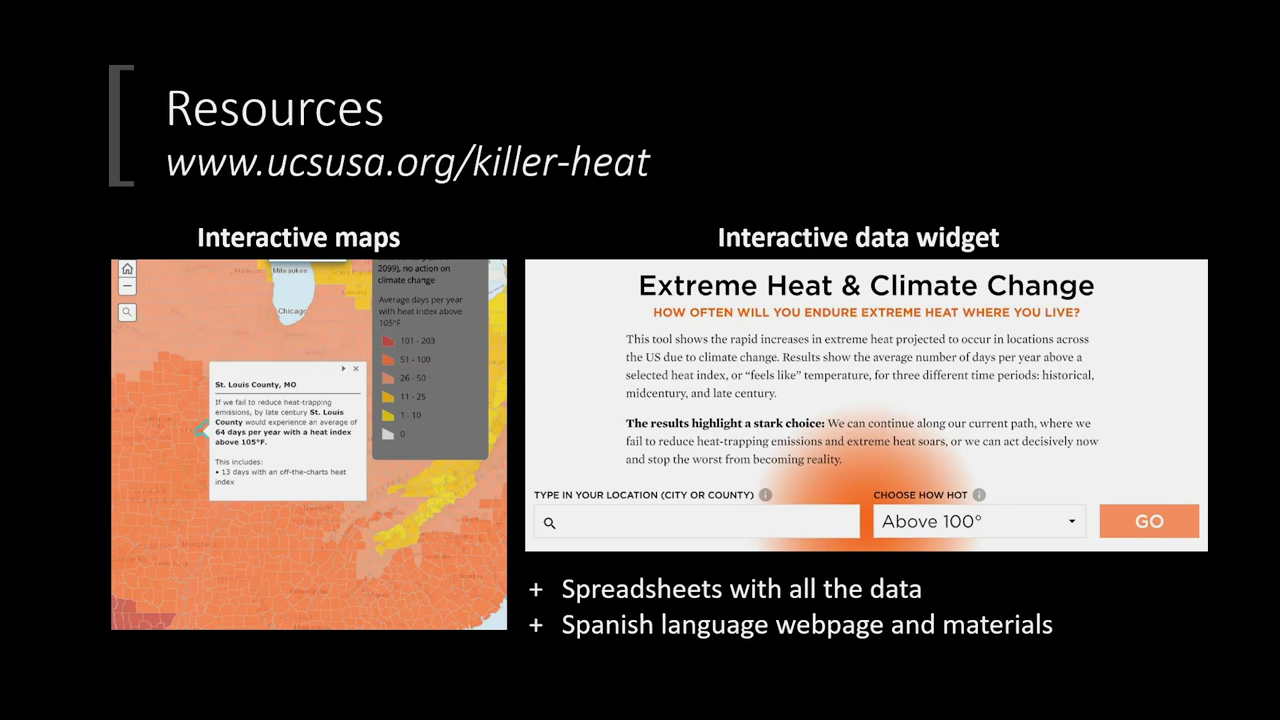 Resources
www.ucsusa.org/killer-heat
Interactive maps
Milwaukee
Chicago
2099), no action on
climate change
Average days per year
with heat index above
105°F
101 - 203
51 - 100
26 - 50
11 - 25
1 - 10
0
St. Louis County, MO
If we fail to reduce heat-trapping
emissions, by late century St. Louis
County would experience an average of
64 days per year with a heat index
above 105°F.
This includes:
• 13 days with an off-the-charts heat
index
Interactive data widget
Extreme Heat & Climate Change
HOW OFTEN WILL YOU ENDURE EXTREME HEAT WHERE YOU LIVE?
This tool shows the rapid increases in extreme heat projected to occur in locations across
the US due to climate change. Results show the average number of days per year above a
selected heat index, or “feels like” temperature, for three different time periods: historical,
midcentury, and late century.
The results highlight a stark choice: We can continue along our current path, where we
fail to reduce heat-trapping emissions and extreme heat soars, or we can act decisively now
and stop the worst from becoming reality.
TYPE IN YOUR LOCATION (CITY OR COUNTY)
CHOOSE HOW HOT
Above 100°
GO
+ Spreadsheets with all the data
+ Spanish language webpage and materials